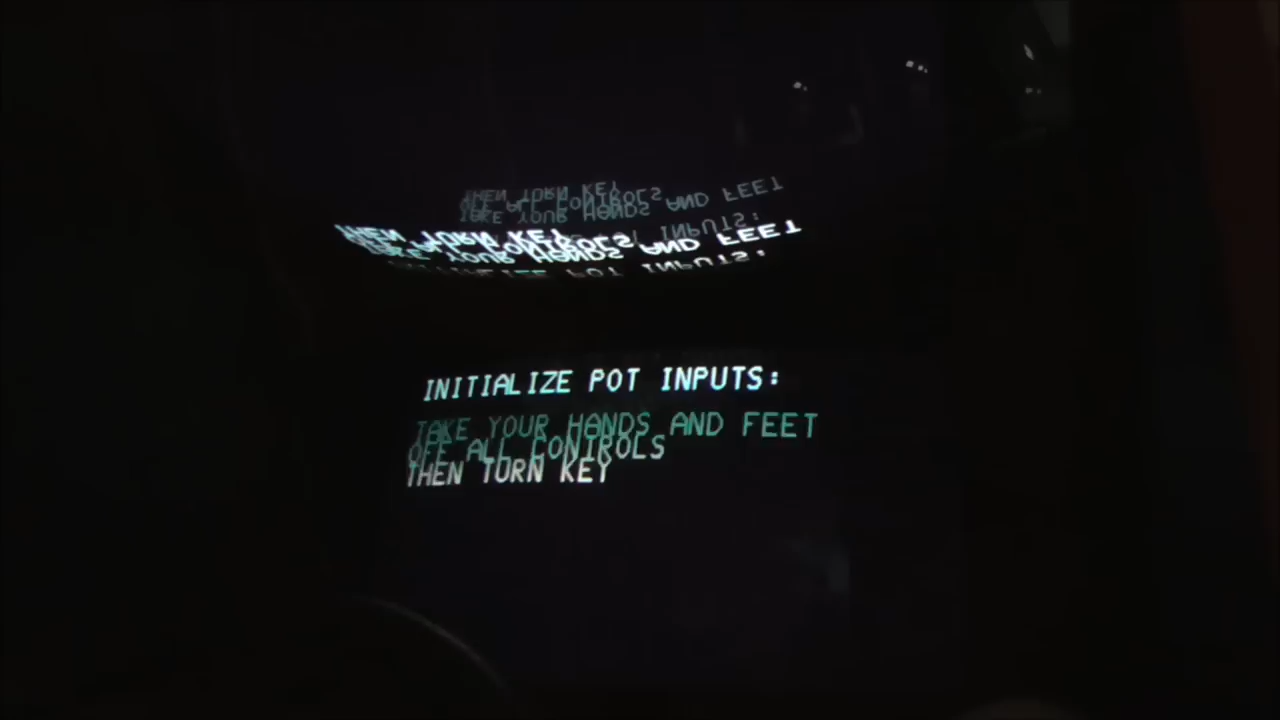 INITIALIZE POT INPUTS:
TAKE YOUR HANDS AND FEET
OFF ALL CONTROLS
THEN TURN KEY